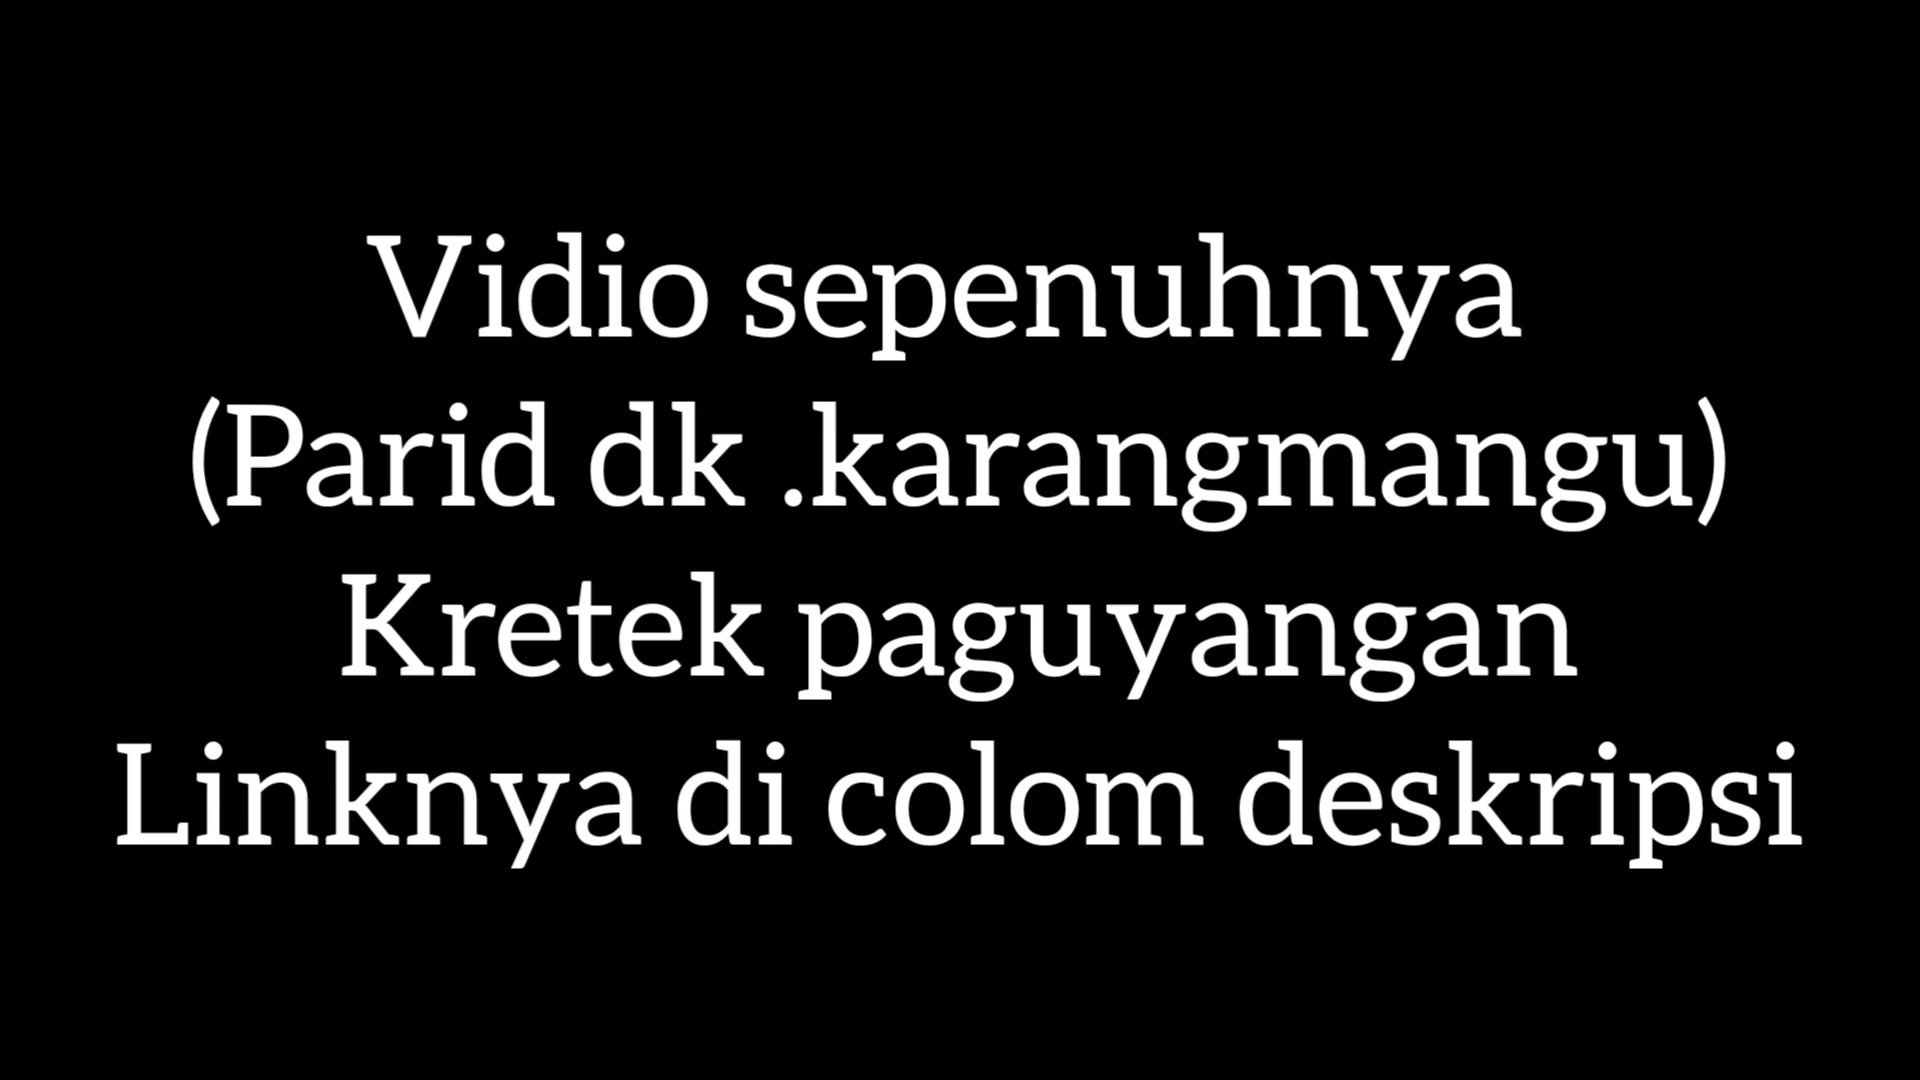 Vidio sepenuhnya
(Parid dk .karangmangu)
Kretek paguyangan
Linknya di colom deskripsi